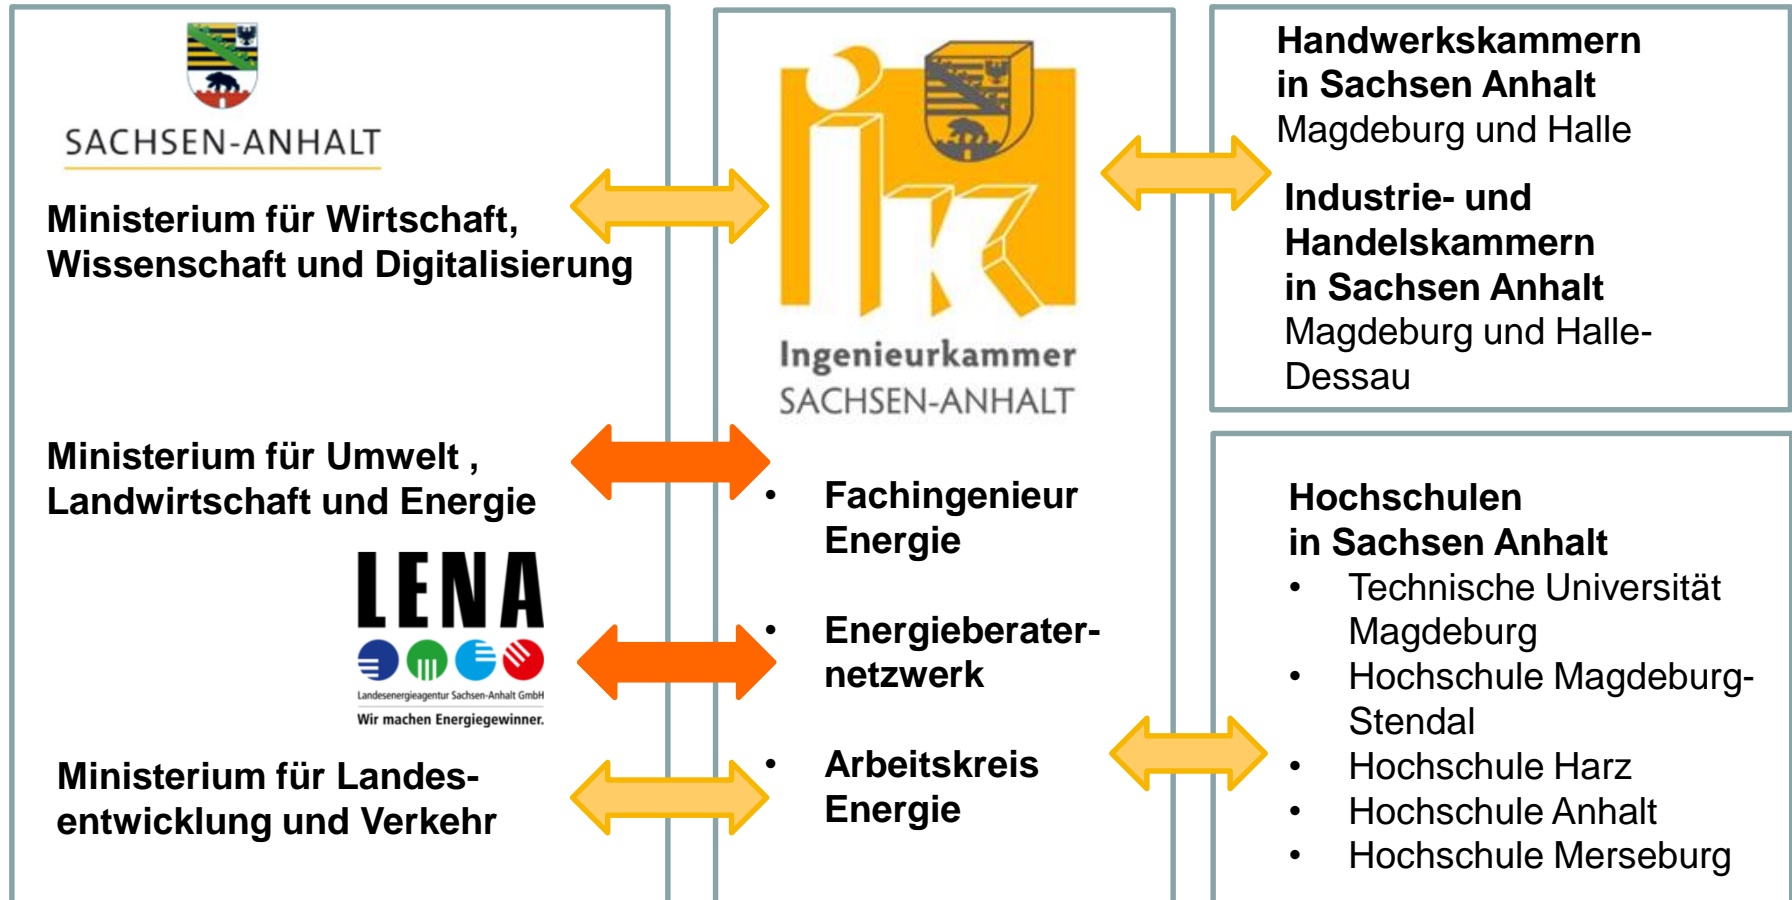 SACHSEN-ANHALT
Ministerium für Wirtschaft,
Wissenschaft und Digitalisierung
Ministerium für Umwelt ,
Landwirtschaft und Energie
LENA
Landesenergieagentur Sachsen-Anhalt GmbH
Wir machen Energiegewinner.
Ministerium für Landes-
entwicklung und Verkehr
ik
Ingenieurkammer
SACHSEN-ANHALT
• Fachingenieur
Energie
• Energieberater-
netzwerk
• Arbeitskreis
Energie
Handwerkskammern
in Sachsen Anhalt
Magdeburg und Halle
Industrie- und
Handelskammern
in Sachsen Anhalt
Magdeburg und Halle-
Dessau
Hochschulen
in Sachsen Anhalt
• Technische Universität
Magdeburg
• Hochschule Magdeburg-
Stendal
• Hochschule Harz
• Hochschule Anhalt
• Hochschule Merseburg